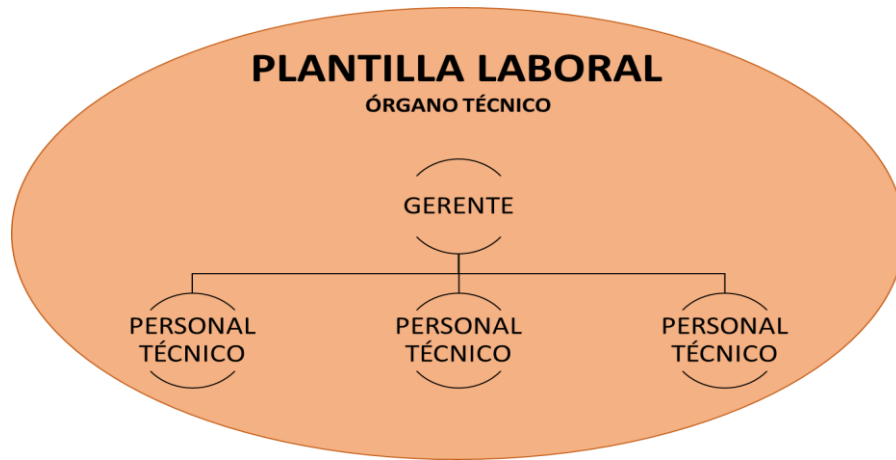 PLANTILLA LABORAL
ÓRGANO TÉCNICO
GERENTE
PERSONAL
TÉCNICO
PERSONAL
TÉCNICO
PERSONAL
TÉCNICO